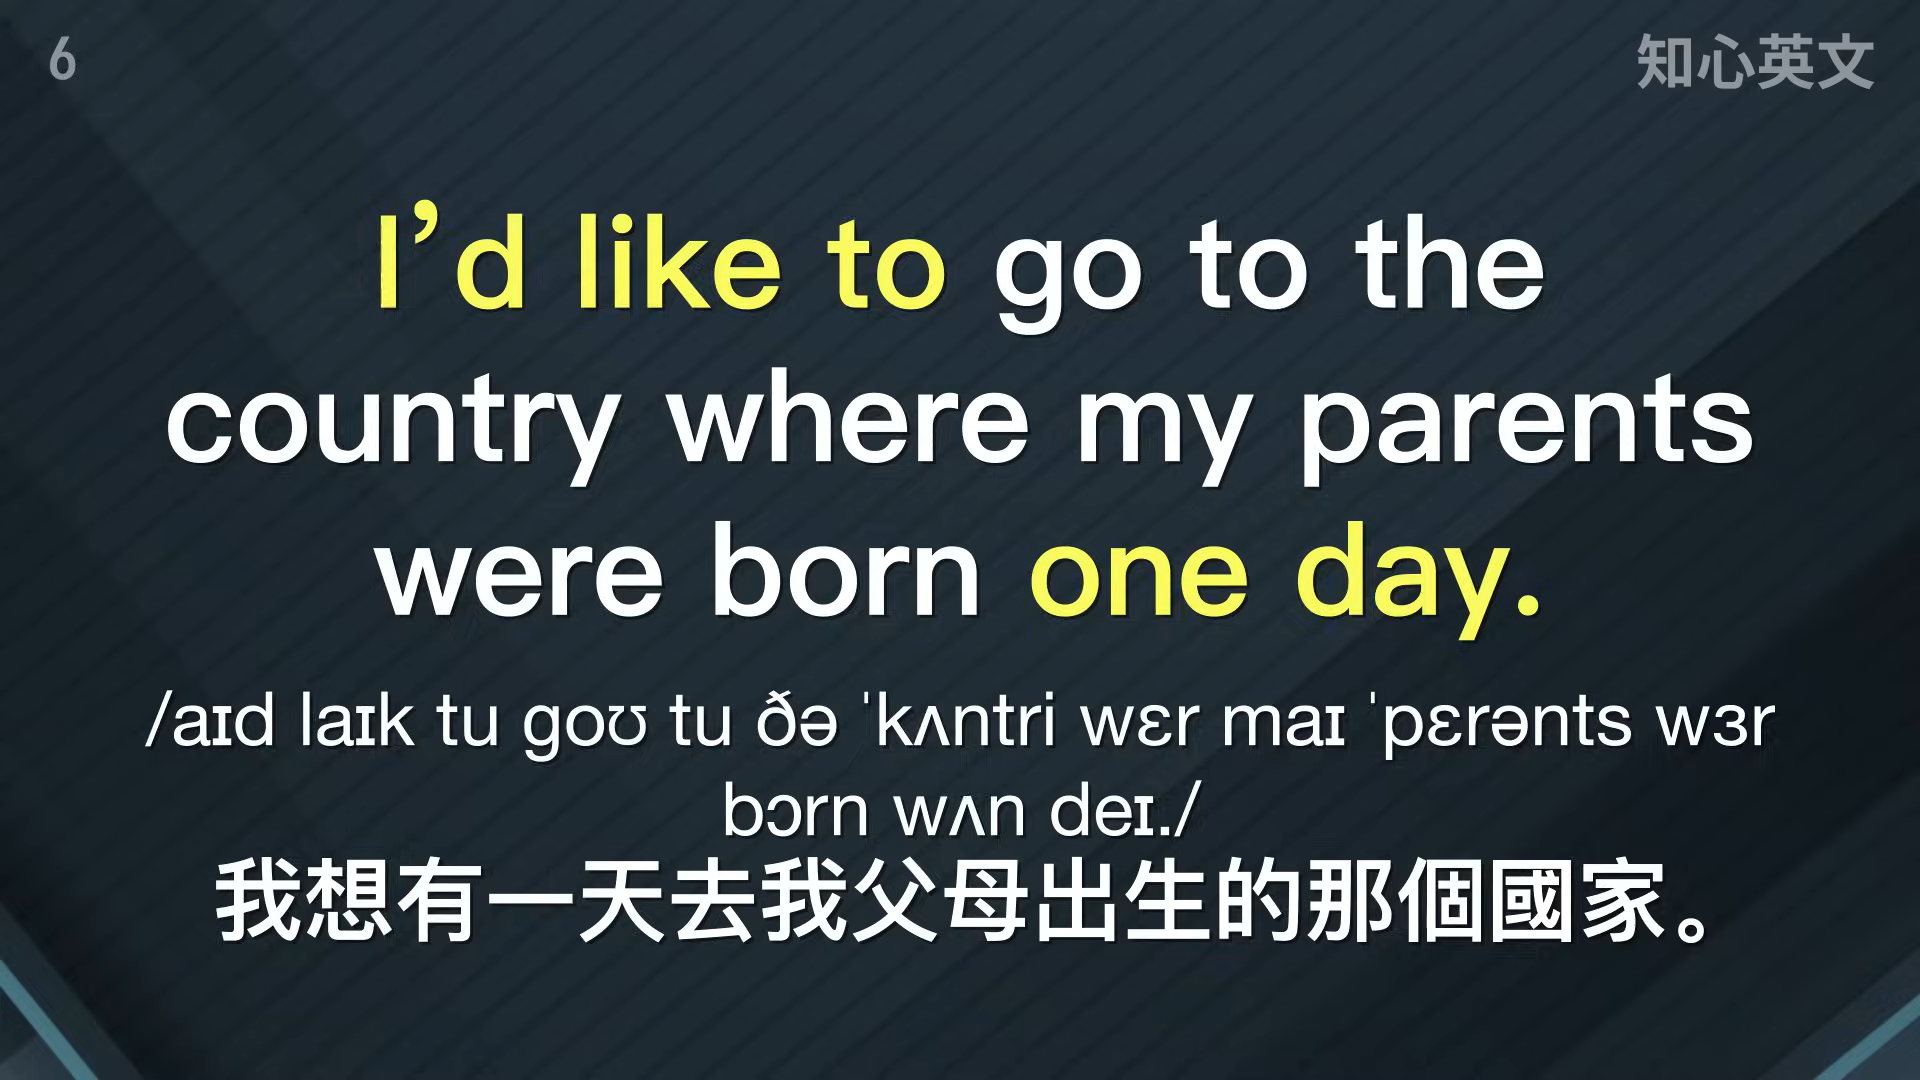 6
知心英文
I’d like to go to the
country where my parents
were born one day.
/aɪd laɪk tu goʊ tu ðə ˈkʌntri wɛr maɪ ˈpɛrənts wɜr
bɔrn wʌn deɪ./
我想有一天去我父母出生的那個國家。